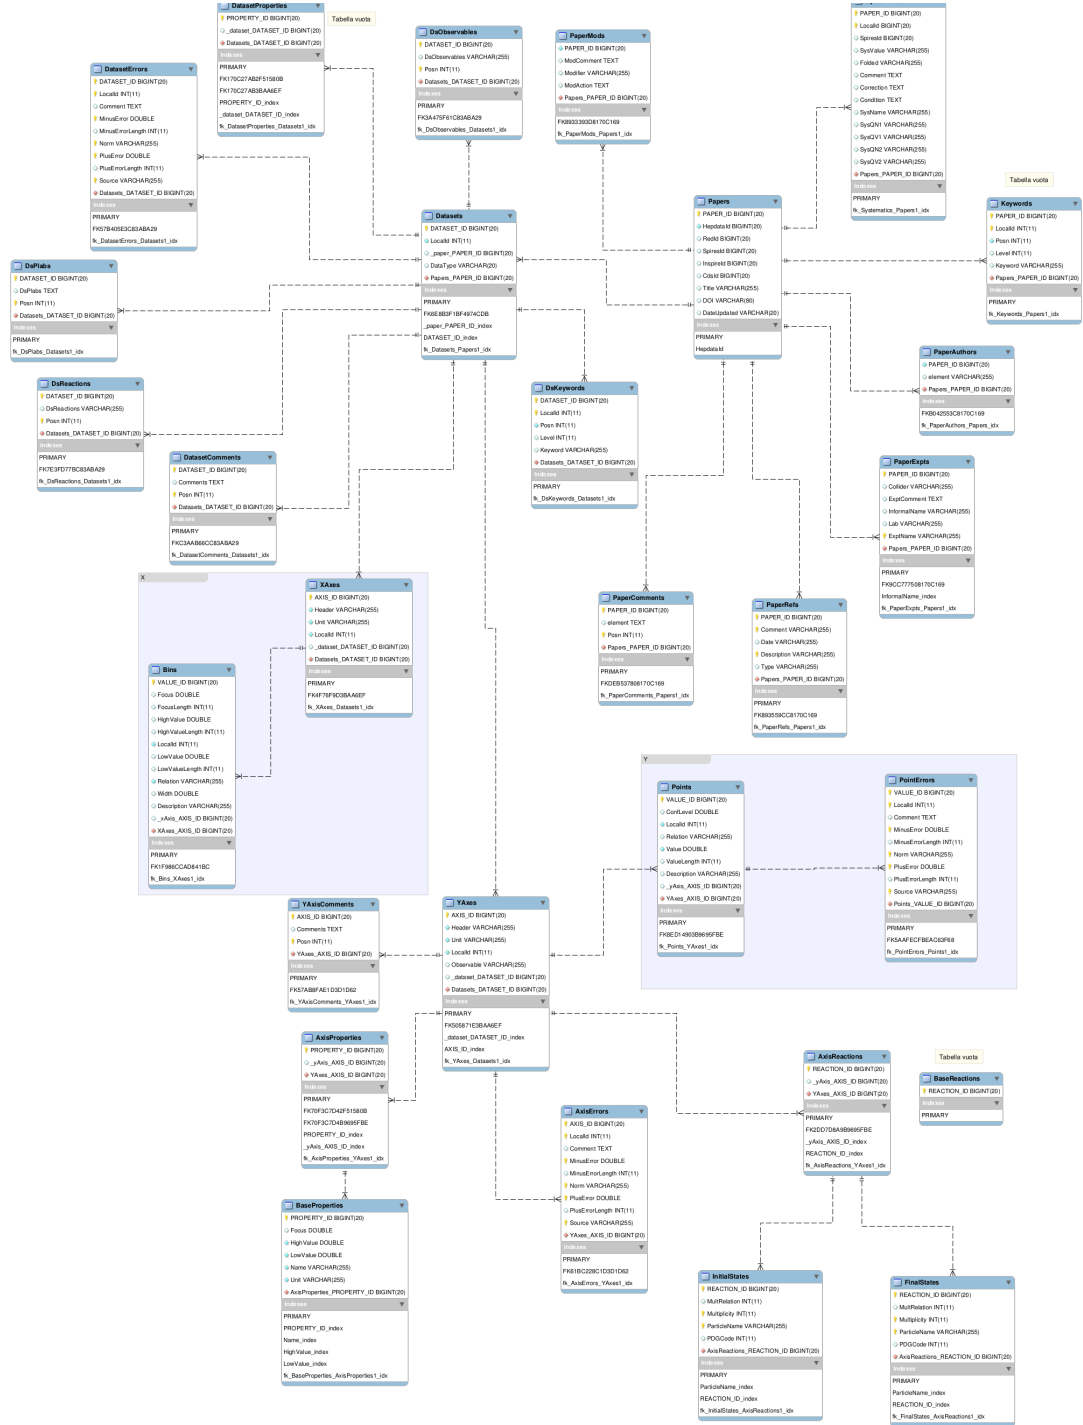 DatasetProperties
PROPERTY_ID BIGINT(20)
_dataset_DATASET_ID BIGINT(20)
Datasets_DATASET_ID BIGINT(20)
Indexes
PRIMARY
FK170C27AB2F51580B
FK170C27AB3BAA6EF
PROPERTY_ID_index
_dataset_DATASET_ID_index
fk_DatasetProperties_Datasets1_idx
Tabella vuota
DsObservables
DATASET_ID BIGINT(20)
DsObservables VARCHAR(255)
Posn INT(11)
Datasets_DATASET_ID BIGINT(20)
Indexes
PRIMARY
FK3A475F61C83ABA29
fk_DsObservables_Datasets1_idx
PaperMods
PAPER_ID BIGINT(20)
ModComment TEXT
Modifier VARCHAR(255)
ModAction TEXT
Papers_PAPER_ID BIGINT(20)
Indexes
FK8933393D8170C169
fk_PaperMods_Papers1_idx
PAPER_ID BIGINT(20)
LocalId BIGINT(20)
SpiresId BIGINT(20)
SysValue VARCHAR(255)
Folded VARCHAR(255)
Comment TEXT
Correction TEXT
Condition TEXT
SysName VARCHAR(255)
SysQN1 VARCHAR(255)
SysQV1 VARCHAR(255)
SysQN2 VARCHAR(255)
SysQV2 VARCHAR(255)
Papers_PAPER_ID BIGINT(20)
Indexes
PRIMARY
fk_Systematics_Papers1_idx
DatasetErrors
DATASET_ID BIGINT(20)
LocalId INT(11)
Comment TEXT
MinusError DOUBLE
MinusErrorLength INT(11)
Norm VARCHAR(255)
PlusError DOUBLE
PlusErrorLength INT(11)
Source VARCHAR(255)
Datasets_DATASET_ID BIGINT(20)
Indexes
PRIMARY
FK57B405E3C83ABA29
fk_DatasetErrors_Datasets1_idx
Tabella vuota
Keywords
PAPER_ID BIGINT(20)
LocalId INT(11)
Posn INT(11)
Level INT(11)
Keyword VARCHAR(255)
Papers_PAPER_ID BIGINT(20)
Indexes
PRIMARY
fk_Keywords_Papers1_idx
Papers
PAPER_ID BIGINT(20)
HepdataId BIGINT(20)
RedId BIGINT(20)
SpiresId BIGINT(20)
InspireId BIGINT(20)
CdsId BIGINT(20)
Title VARCHAR(255)
DOI VARCHAR(80)
DateUpdated VARCHAR(20)
Indexes
PRIMARY
HepdataId
Datasets
DATASET_ID BIGINT(20)
LocalId INT(11)
_paper_PAPER_ID BIGINT(20)
DataType VARCHAR(20)
Papers_PAPER_ID BIGINT(20)
Indexes
PRIMARY
FK6E8B3F1BF4974CDB
_paper_PAPER_ID_index
DATASET_ID_index
fk_Datasets_Papers1_idx
DsPlabs
DATASET_ID BIGINT(20)
DsPlabs TEXT
Posn INT(11)
Datasets_DATASET_ID BIGINT(20)
Indexes
PRIMARY
fk_DsPlabs_Datasets1_idx
PaperAuthors
PAPER_ID BIGINT(20)
element VARCHAR(255)
Papers_PAPER_ID BIGINT(20)
Indexes
FKB042553C8170C169
fk_PaperAuthors_Papers_idx
DsReactions
DATASET_ID BIGINT(20)
DsReactions VARCHAR(255)
Posn INT(11)
Datasets_DATASET_ID BIGINT(20)
Indexes
PRIMARY
FK7E3FD77BC83ABA29
fk_DsReactions_Datasets1_idx
DsKeywords
DATASET_ID BIGINT(20)
LocalId INT(11)
Posn INT(11)
Level INT(11)
Keyword VARCHAR(255)
Datasets_DATASET_ID BIGINT(20)
Indexes
PRIMARY
fk_DsKeywords_Datasets1_idx
DatasetComments
DATASET_ID BIGINT(20)
Comments TEXT
Posn INT(11)
Datasets_DATASET_ID BIGINT(20)
Indexes
PRIMARY
FKC3AAB66CC83ABA29
fk_DatasetComments_Datasets1_idx
PaperExpts
PAPER_ID BIGINT(20)
Collider VARCHAR(255)
ExptComment TEXT
InformalName VARCHAR(255)
Lab VARCHAR(255)
ExptName VARCHAR(255)
Papers_PAPER_ID BIGINT(20)
Indexes
PRIMARY
FK9CC777508170C169
InformalName_index
fk_PaperExpts_Papers1_idx
X
XAxes
AXIS_ID BIGINT(20)
Header VARCHAR(255)
Unit VARCHAR(255)
LocalId INT(11)
_dataset_DATASET_ID BIGINT(20)
Datasets_DATASET_ID BIGINT(20)
Indexes
PRIMARY
FK4F76F9D3BAA6EF
fk_XAxes_Datasets1_idx
PaperComments
PAPER_ID BIGINT(20)
element TEXT
Posn INT(11)
Papers_PAPER_ID BIGINT(20)
Indexes
PRIMARY
FKDEB537808170C169
fk_PaperComments_Papers1_idx
PaperRefs
PAPER_ID BIGINT(20)
Comment VARCHAR(255)
Date VARCHAR(255)
Description VARCHAR(255)
Type VARCHAR(255)
Papers_PAPER_ID BIGINT(20)
Indexes
PRIMARY
FK893559CC8170C169
fk_PaperRefs_Papers1_idx
Bins
VALUE_ID BIGINT(20)
Focus DOUBLE
FocusLength INT(11)
HighValue DOUBLE
HighValueLength INT(11)
LocalId INT(11)
LowValue DOUBLE
LowValueLength INT(11)
Relation VARCHAR(255)
Width DOUBLE
Description VARCHAR(255)
_xAxis_AXIS_ID BIGINT(20)
XAxes_AXIS_ID BIGINT(20)
Indexes
PRIMARY
FK1F986CCAD841BC
fk_Bins_XAxes1_idx
Y
Points
VALUE_ID BIGINT(20)
ConfLevel DOUBLE
LocalId INT(11)
Relation VARCHAR(255)
Value DOUBLE
ValueLength INT(11)
Description VARCHAR(255)
_yAxis_AXIS_ID BIGINT(20)
YAxes_AXIS_ID BIGINT(20)
Indexes
PRIMARY
FK8ED14903B9695FBE
fk_Points_YAxes1_idx
PointErrors
VALUE_ID BIGINT(20)
LocalId INT(11)
Comment TEXT
MinusError DOUBLE
MinusErrorLength INT(11)
Norm VARCHAR(255)
PlusError DOUBLE
PlusErrorLength INT(11)
Source VARCHAR(255)
Points_VALUE_ID BIGINT(20)
Indexes
PRIMARY
FK5AAFECFBEAC83F68
fk_PointErrors_Points1_idx
YAxisComments
AXIS_ID BIGINT(20)
Comments TEXT
Posn INT(11)
YAxes_AXIS_ID BIGINT(20)
Indexes
PRIMARY
FK57AB8FAE1D3D1D62
fk_YAxisComments_YAxes1_idx
YAxes
AXIS_ID BIGINT(20)
Header VARCHAR(255)
Unit VARCHAR(255)
LocalId INT(11)
Observable VARCHAR(255)
_dataset_DATASET_ID BIGINT(20)
Datasets_DATASET_ID BIGINT(20)
Indexes
PRIMARY
FK505871E3BAA6EF
_dataset_DATASET_ID_index
AXIS_ID_index
fk_YAxes_Datasets1_idx
AxisProperties
PROPERTY_ID BIGINT(20)
_yAxis_AXIS_ID BIGINT(20)
YAxes_AXIS_ID BIGINT(20)
Indexes
PRIMARY
FK70F3C7D42F51580B
FK70F3C7D4B9695FBE
PROPERTY_ID_index
_yAxis_AXIS_ID_index
fk_AxisProperties_YAxes1_idx
AxisReactions
REACTION_ID BIGINT(20)
_yAxis_AXIS_ID BIGINT(20)
YAxes_AXIS_ID BIGINT(20)
Indexes
PRIMARY
FK2DD7D8A9B9695FBE
_yAxis_AXIS_ID_index
REACTION_ID_index
fk_AxisReactions_YAxes1_idx
Tabella vuota
BaseReactions
REACTION_ID BIGINT(20)
Indexes
PRIMARY
AxisErrors
AXIS_ID BIGINT(20)
LocalId INT(11)
Comment TEXT
MinusError DOUBLE
MinusErrorLength INT(11)
Norm VARCHAR(255)
PlusError DOUBLE
PlusErrorLength INT(11)
Source VARCHAR(255)
YAxes_AXIS_ID BIGINT(20)
Indexes
PRIMARY
FK61BC228C1D3D1D62
fk_AxisErrors_YAxes1_idx
BaseProperties
PROPERTY_ID BIGINT(20)
Focus DOUBLE
HighValue DOUBLE
LowValue DOUBLE
Name VARCHAR(255)
Unit VARCHAR(255)
AxisProperties_PROPERTY_ID BIGINT(20)
Indexes
PRIMARY
PROPERTY_ID_index
Name_index
HighValue_index
LowValue_index
fk_BaseProperties_AxisProperties1_idx
InitialStates
REACTION_ID BIGINT(20)
MultRelation INT(11)
Multiplicity INT(11)
ParticleName VARCHAR(255)
PDGCode INT(11)
AxisReactions_REACTION_ID BIGINT(20)
Indexes
PRIMARY
ParticleName_index
REACTION_ID_index
fk_InitialStates_AxisReactions1_idx
FinalStates
REACTION_ID BIGINT(20)
MultRelation INT(11)
Multiplicity INT(11)
ParticleName VARCHAR(255)
PDGCode INT(11)
AxisReactions_REACTION_ID BIGINT(20)
Indexes
PRIMARY
ParticleName_index
REACTION_ID_index
fk_FinalStates_AxisReactions1_idx